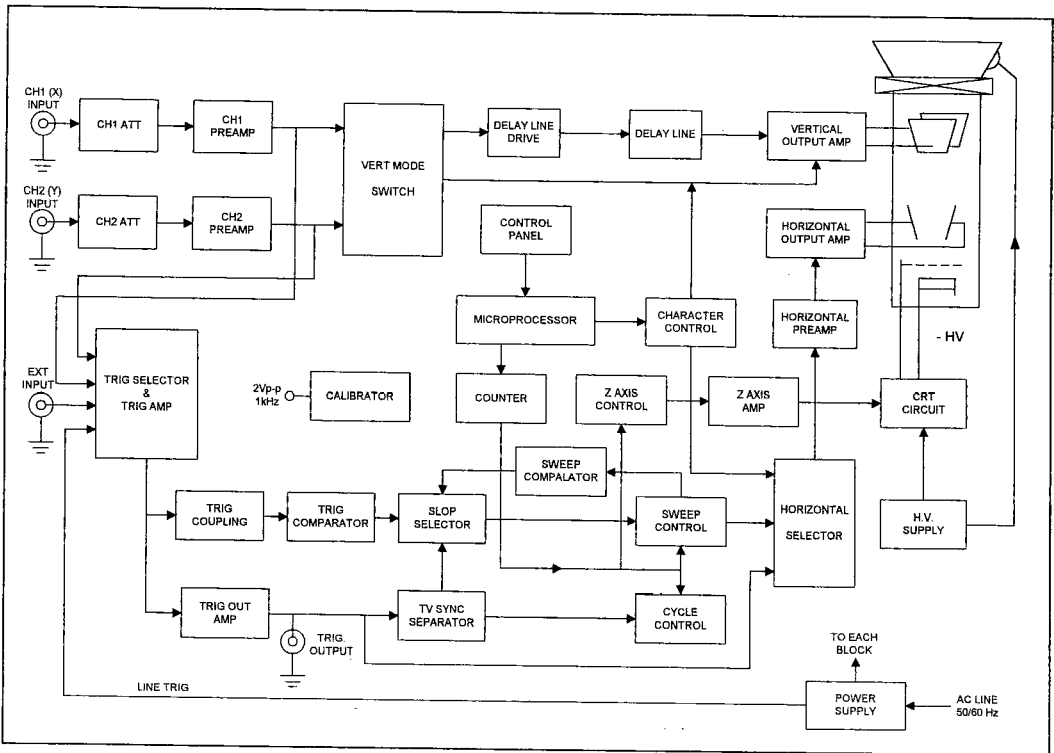 CH1 (X)
INPUT
CH1 ATT
CH1
PREAMP
VERT MODE
SWITCH
DELAY LINE
DRIVE
DELAY LINE
VERTICAL
OUTPUT AMP
CH2 (Y)
INPUT
CH2 ATT
CH2
PREAMP
CONTROL
PANEL
HORIZONTAL
OUTPUT AMP
MICROPROCESSOR
CHARACTER
CONTROL
HORIZONTAL
PREAMP
- HV
EXT
INPUT
TRIG SELECTOR
&
TRIG AMP
2Vp-p
1kHz
CALIBRATOR
COUNTER
Z AXIS
CONTROL
Z AXIS
AMP
CRT
CIRCUIT
SWEEP
COMPALATOR
TRIG
COUPLING
TRIG
COMPARATOR
SLOP
SELECTOR
SWEEP
CONTROL
HORIZONTAL
SELECTOR
H.V.
SUPPLY
TRIG OUT
AMP
TV SYNC
SEPARATOR
CYCLE
CONTROL
TRIG.
OUTPUT
TO EACH
BLOCK
LINE TRIG
POWER
SUPPLY
AC LINE
50/60 Hz